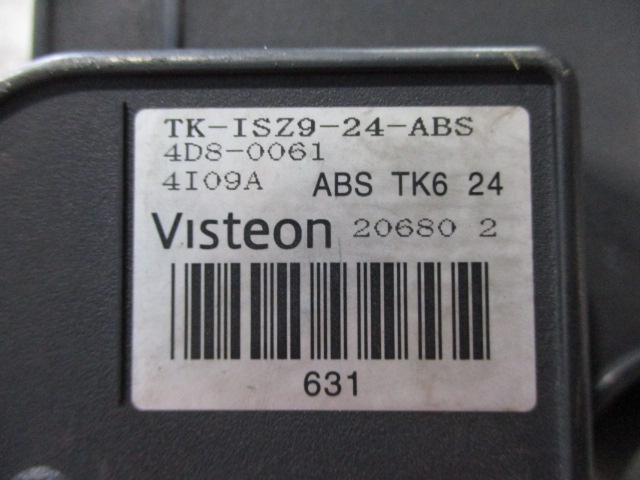 TK-ISZ9-24-ABS
4D8-0061
4I09A ABS TK6 24
Visteon 20680 2
631